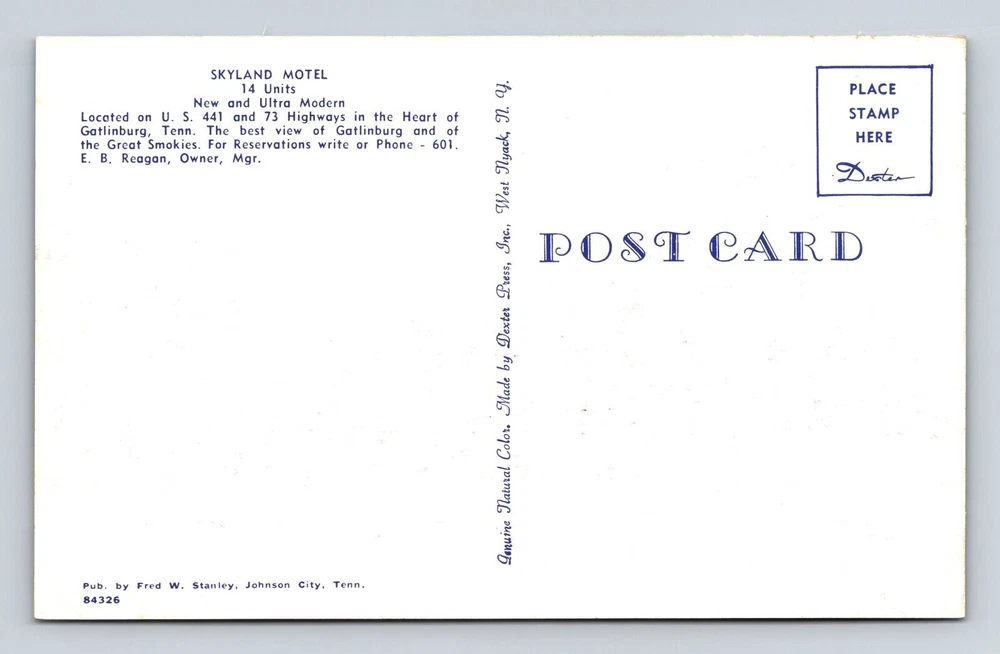 SKYLAND MOTEL
14 Units
New and Ultra Modern
Located on U. S. 441 and 73 Highways in the Heart of
Gatlinburg, Tenn. The best view of Gatlinburg and of
the Great Smokies. For Reservations write or Phone - 601.
E. B. Reagan, Owner, Mgr.
Pub. by Fred W. Stanley, Johnson City, Tenn.
84326
Genuine Natural Color. Made by Dexter Press, Inc., West Nyack, N. Y.
PLACE
STAMP
HERE
Dexter
POST CARD